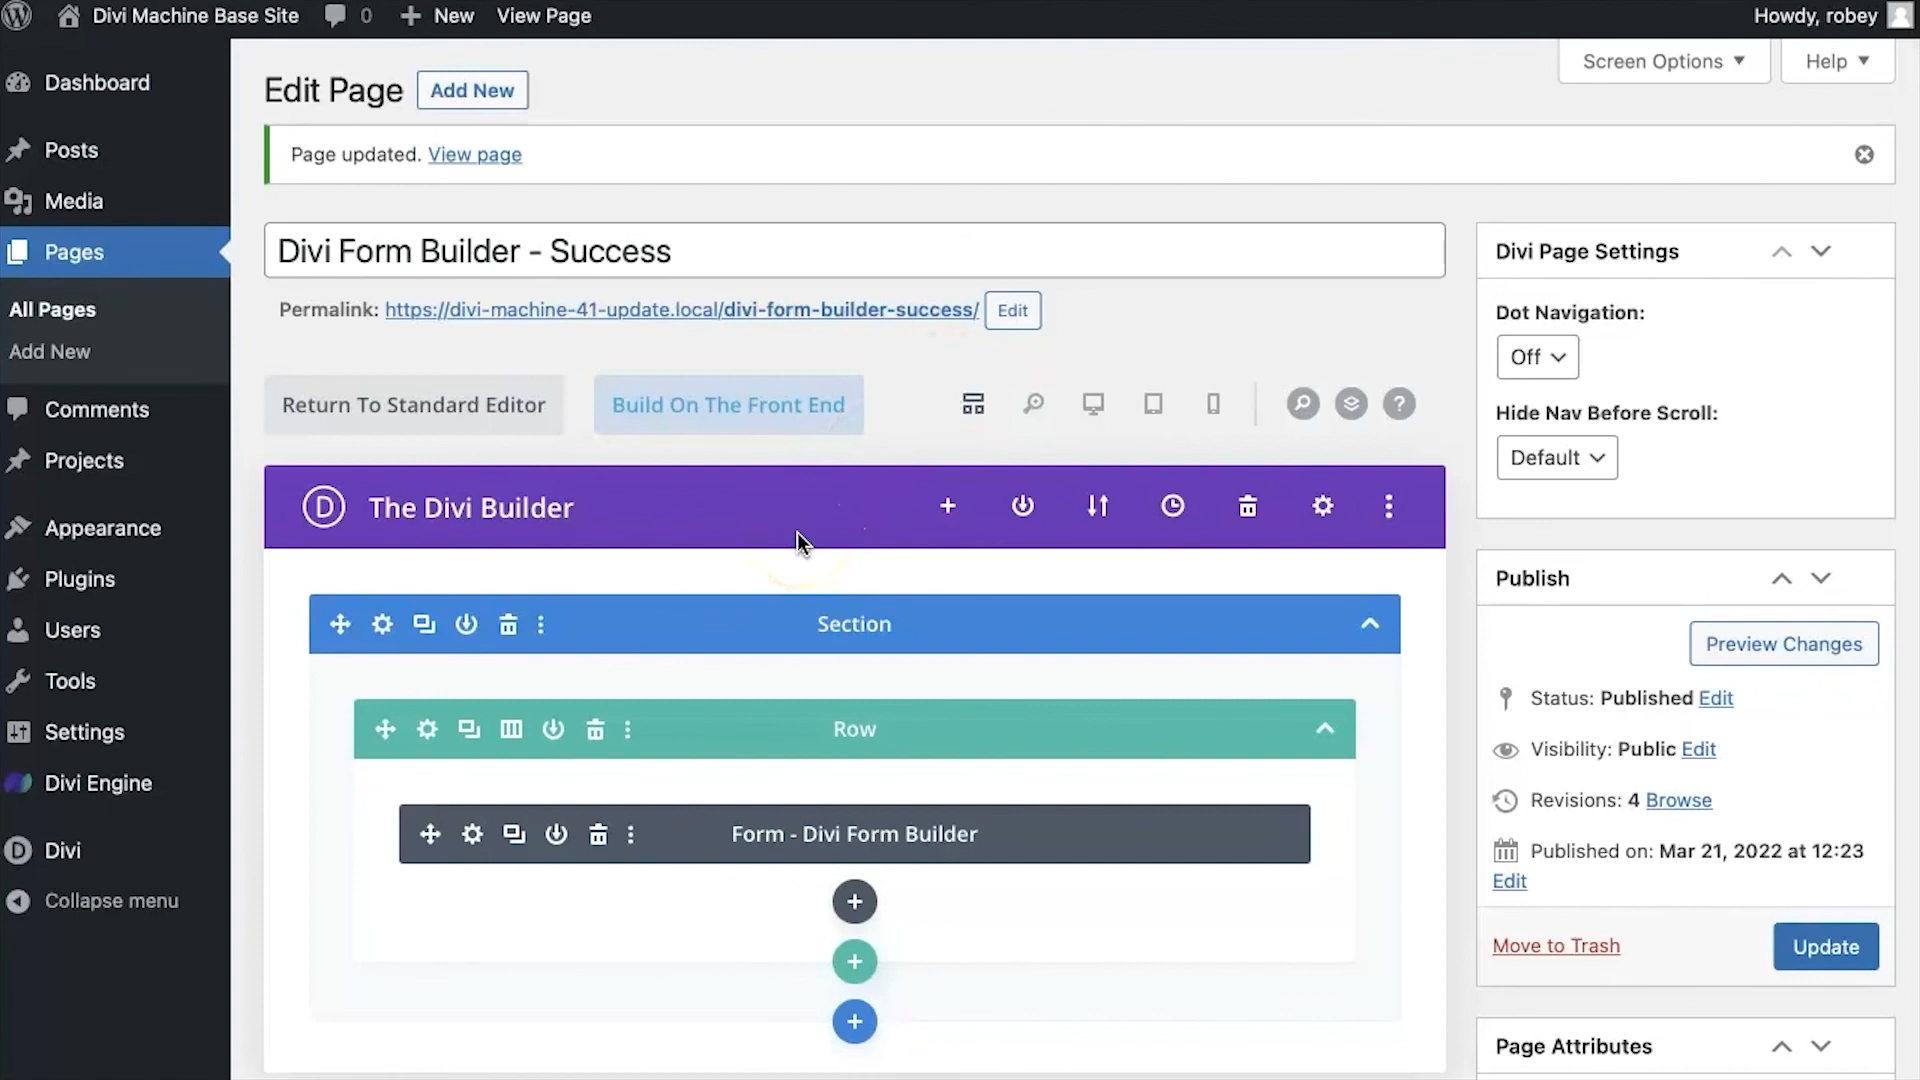 Divi Machine Base Site
0
New
View Page
Howdy, robey
Dashboard
Posts
Media
Pages
All Pages
Add New
Comments
Projects
Appearance
Plugins
Users
Tools
Settings
Divi Engine
Divi
Collapse menu
Screen Options
Help
Edit Page
Add New
Page updated. View page
Divi Form Builder - Success
Permalink: https://divi-machine-41-update.local/divi-form-builder-success/ Edit
Return To Standard Editor
Build On The Front End
?
D
The Divi Builder
Section
Row
Form - Divi Form Builder
Divi Page Settings
Dot Navigation:
Off
Hide Nav Before Scroll:
Default
Publish
Preview Changes
Status: Published Edit
Visibility: Public Edit
Revisions: 4 Browse
Published on: Mar 21, 2022 at 12:23
Edit
Move to Trash
Update
Page Attributes